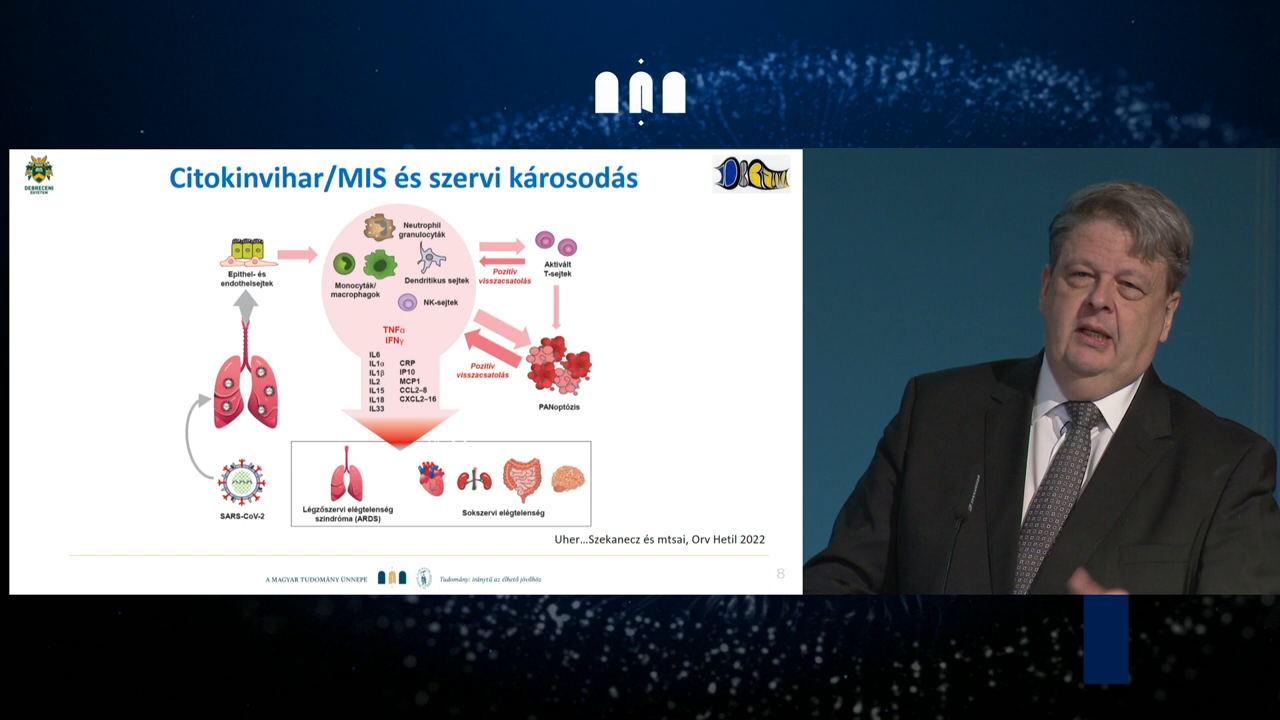 DEBRECENI
EGYETEM
Citokinvihar/MIS és szervi károsodás
Neutrophil
granulocyták
Monocyták/
macrophagok
Dendritikus sejtek
NK-sejtek
Epithel- és
endothelsejtek
Pozitív
visszacsatolás
Aktivált
T-sejtek
TNFα
IFNγ
IL6
IL1α
IL1β
IL2
IL15
IL18
IL33
CRP
IP10
MCP1
CCL2–8
CXCL2–16
Pozitív
visszacsatolás
PANoptózis
SARS-CoV-2
Légzőszervi elégtelenség
szindróma (ARDS)
Sokszervi elégtelenség
Uher...Szekanecz és mtsai, Orv Hetil 2022
A MAGYAR TUDOMÁNY ÜNNEPE
Tudomány: iránytű az élhető jövőhöz
8